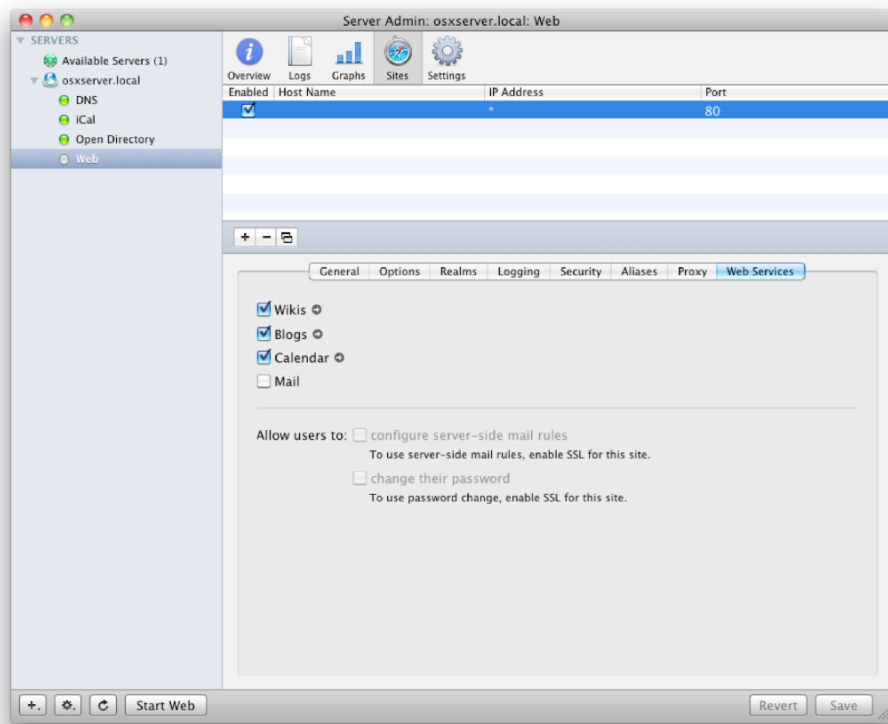 Server Admin: osxserver.local: Web
SERVERS
Available Servers (1)
osxserver.local
DNS
iCal
Open Directory
Web
Overview Logs Graphs Sites Settings
Enabled Host Name IP Address Port
* 80
General Options Realms Logging Security Aliases Proxy Web Services
Wikis
Blogs
Calendar
Mail
Allow users to: configure server-side mail rules
To use server-side mail rules, enable SSL for this site.
change their password
To use password change, enable SSL for this site.
Start Web Revert Save